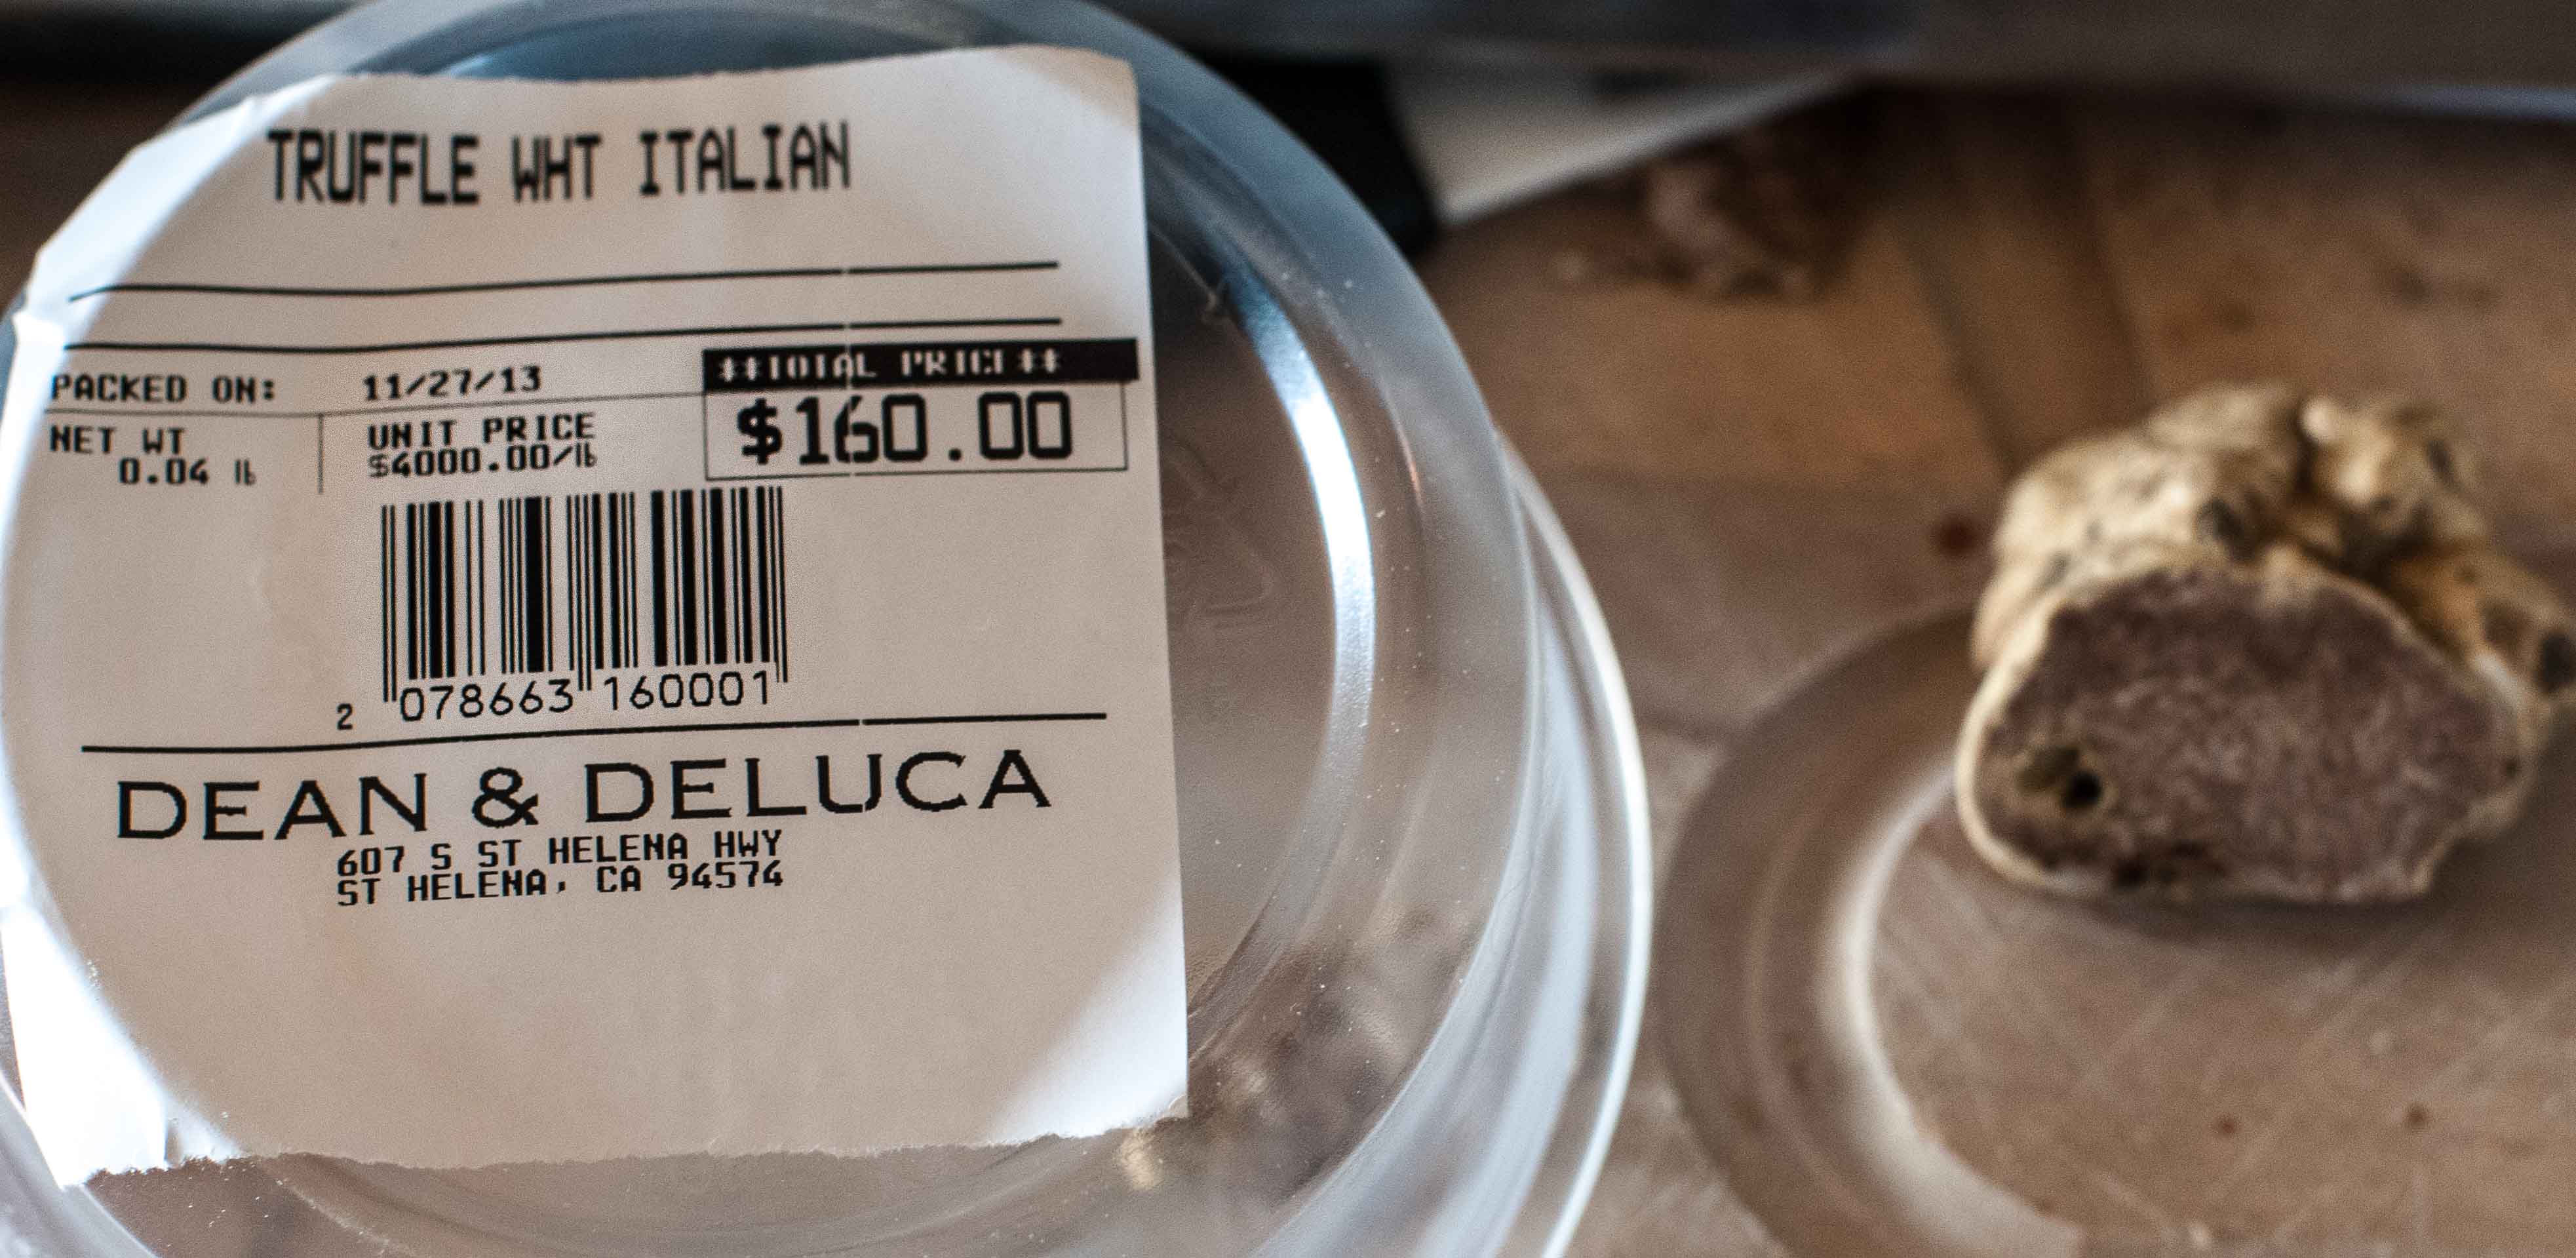 TRUFFLE WHT ITALIAN
PACKED ON: 11/27/13
**TOTAL PRICE**
NET WT
0.04 lb
UNIT PRICE
$4000.00/lb
$160.00
2 078663 160001
DEAN & DELUCA
607 S ST HELENA HWY
ST HELENA, CA 94574